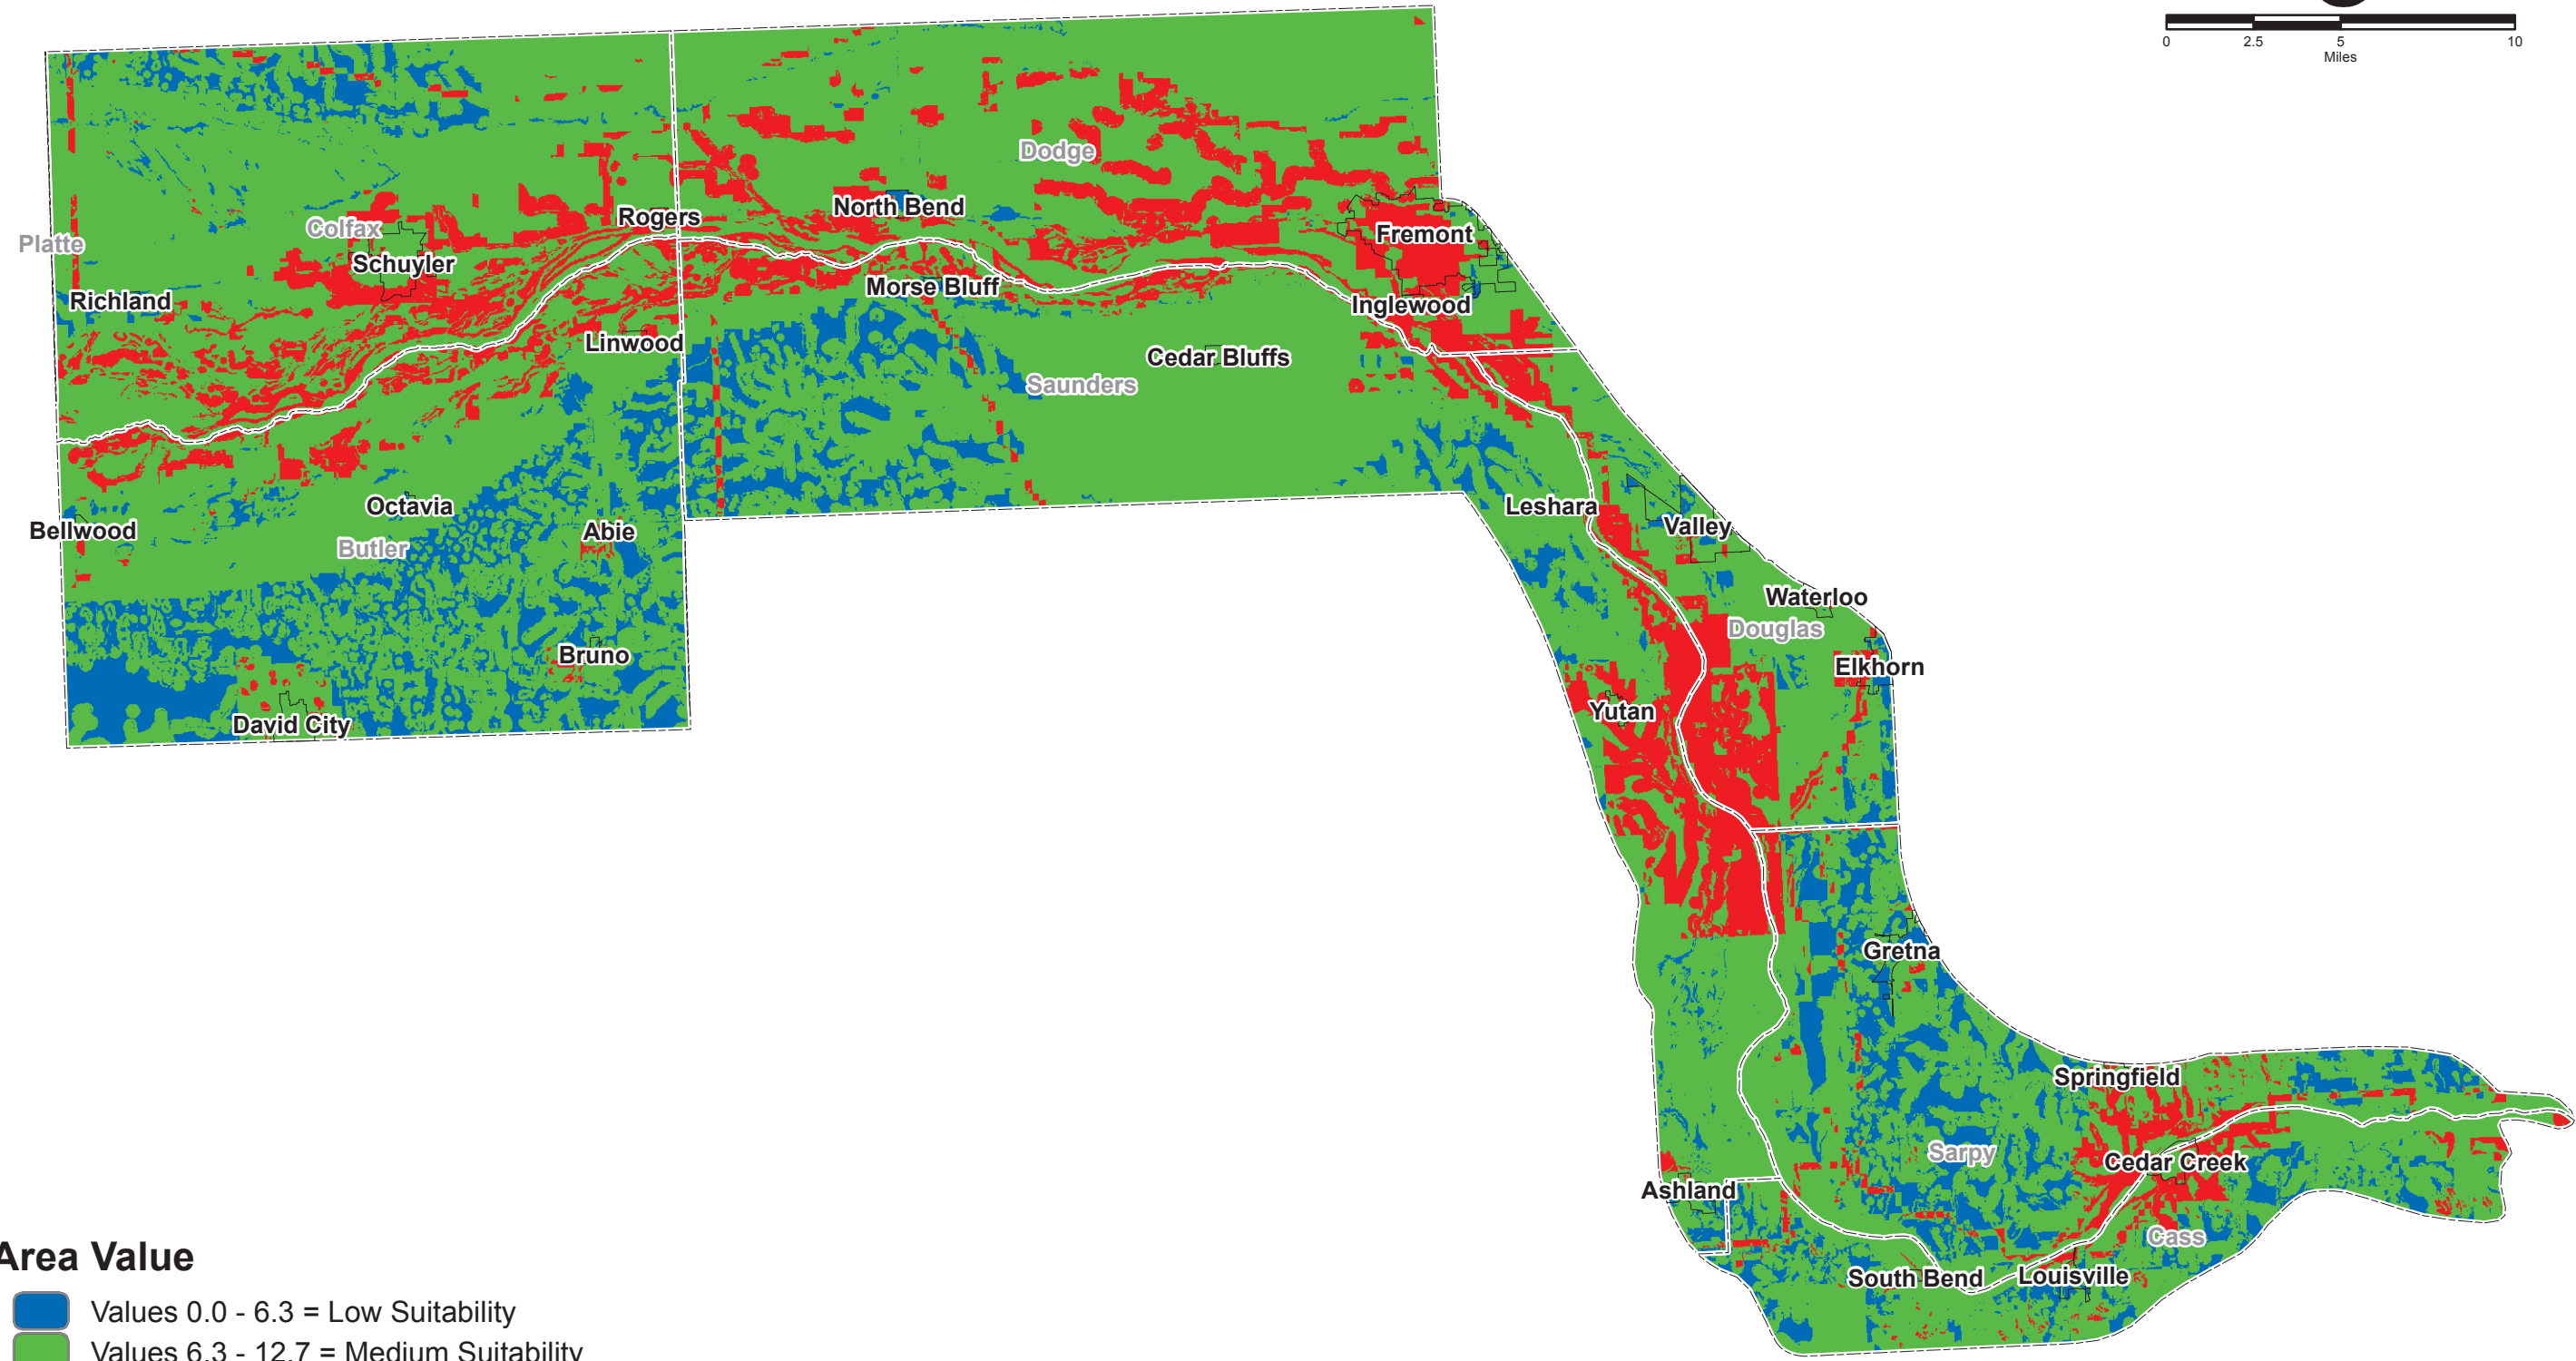 0 2.5 5 10
Miles
Dodge
North Bend
Rogers
Colfax
Fremont
Platte
Schuyler
Morse Bluff
Richland
Inglewood
Linwood
Cedar Bluffs
Saunders
Octavia
Leshara
Valley
Bellwood
Abie
Butler
Waterloo
Douglas
Bruno
Elkhorn
Yutan
David City
Gretna
Springfield
Sarpy
Cedar Creek
Ashland
Cass
South Bend
Louisville
Area Value
Values 0.0 - 6.3 = Low Suitability
Values 6.3 - 12.7 = Medium Suitability